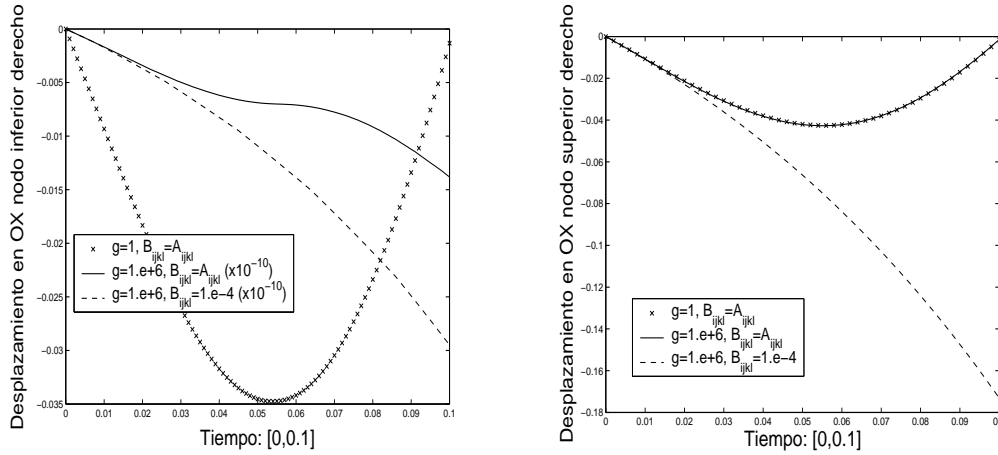 Desplazamiento en OX nodo inferior derecho
0
−0.005
−0.01
−0.015
−0.02
−0.025
−0.03
−0.035
0 0.01 0.02 0.03 0.04 0.05 0.06 0.07 0.08 0.09 0.1
Tiempo: [0,0.1]
g=1, B_ijkl=A_ijkl
g=1.e+6, B_ijkl=A_ijkl (x10^−10)
g=1.e+6, B_ijkl=1.e−4 (x10^−10)
Desplazamiento en OX nodo superior derecho
0
−0.02
−0.04
−0.06
−0.08
−0.1
−0.12
−0.14
−0.16
−0.18
0 0.01 0.02 0.03 0.04 0.05 0.06 0.07 0.08 0.09 0.1
Tiempo: [0,0.1]
g=1, B_ijkl=A_ijkl
g=1.e+6, B_ijkl=A_ijkl
g=1.e+6, B_ijkl=1.e−4